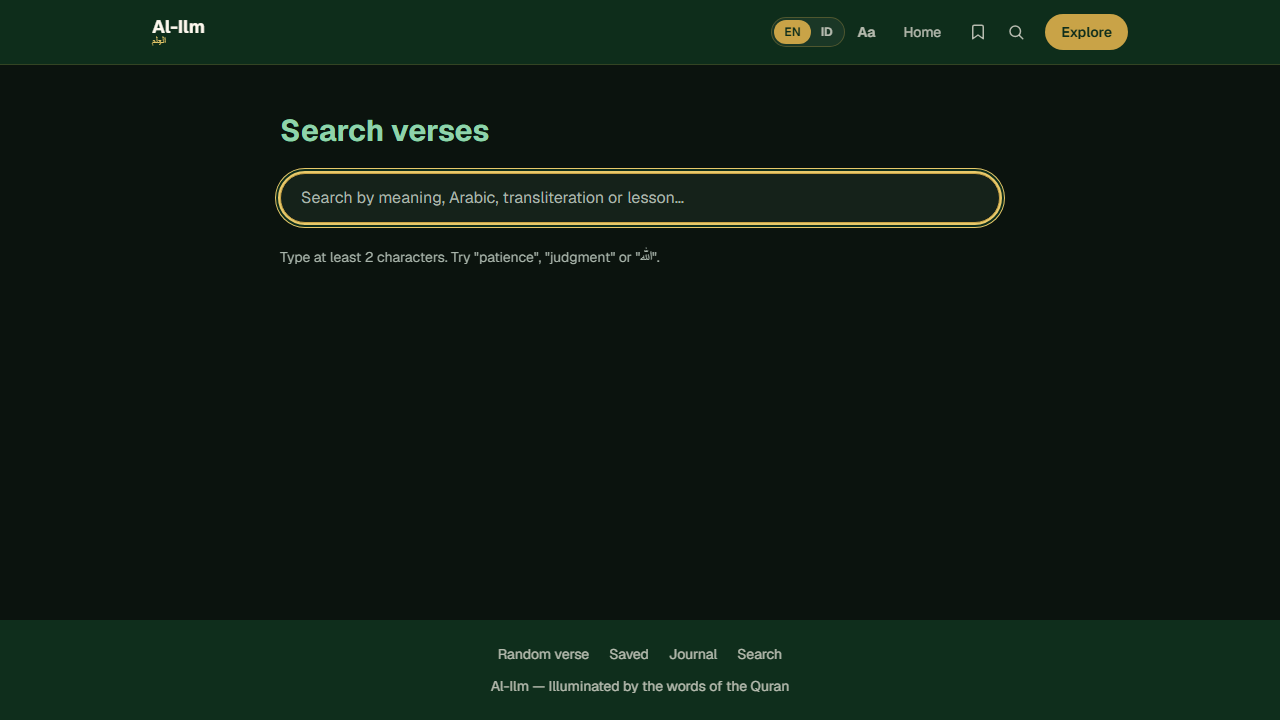 Al-Ilm
العلم
EN ID Aa Home Explore
Search verses
Search by meaning, Arabic, transliteration or lesson…
Type at least 2 characters. Try "patience", "judgment" or "الله".
Random verse Saved Journal Search
Al-Ilm — Illuminated by the words of the Quran